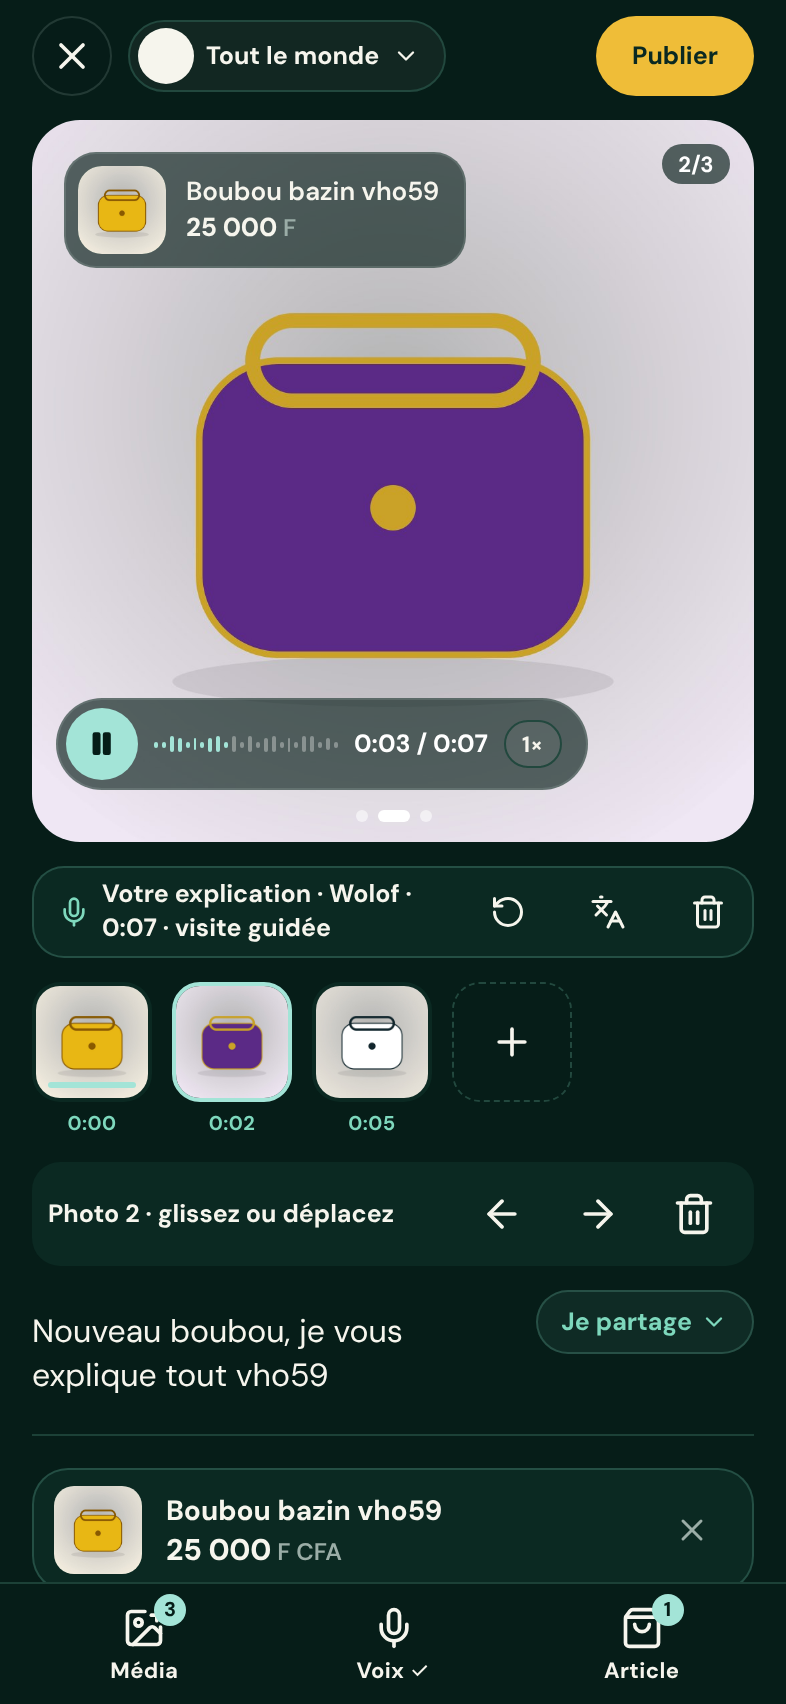 Tout le monde
Publier
Boubou bazin vho59
25 000 F
2/3
0:03 / 0:07
1×
Votre explication · Wolof ·
0:07 · visite guidée
0:00
0:02
0:05
Photo 2 · glissez ou déplacez
Nouveau boubou, je vous
explique tout vho59
Je partage
Boubou bazin vho59
25 000 F CFA
3
1
Média
Voix
Article